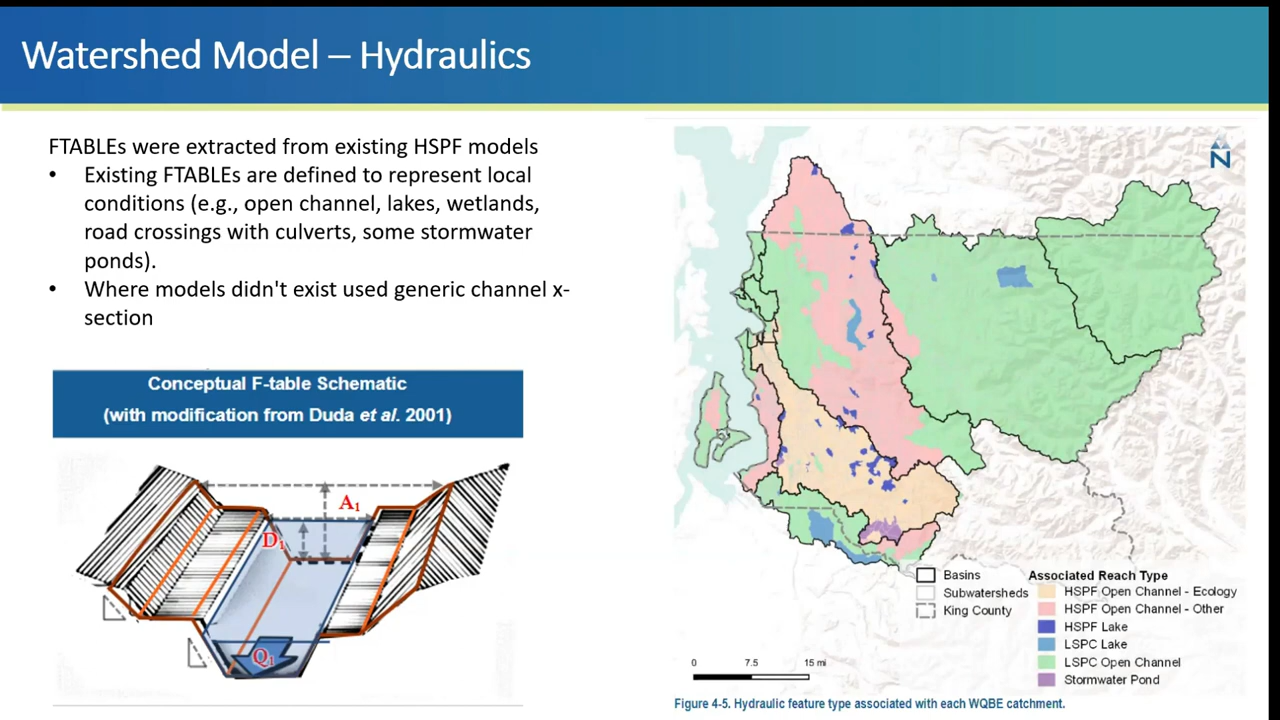 Watershed Model – Hydraulics
FTABLEs were extracted from existing HSPF models
• Existing FTABLEs are defined to represent local
conditions (e.g., open channel, lakes, wetlands,
road crossings with culverts, some stormwater
ponds).
• Where models didn't exist used generic channel x-
section
Conceptual F-table Schematic
(with modification from Duda et al. 2001)
A1
D1
Q1
N
Basins
Subwatersheds
King County
Associated Reach Type
HSPF Open Channel - Ecology
HSPF Open Channel - Other
HSPF Lake
LSPC Lake
LSPC Open Channel
Stormwater Pond
0 7.5 15 mi
Figure 4-5. Hydraulic feature type associated with each WQBE catchment.